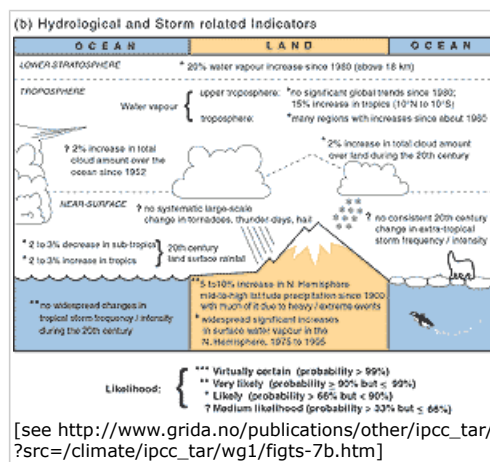 (b) Hydrological and Storm related Indicators
OCEAN LAND OCEAN
LOWER STRATOSPHERE
* 20% water vapour increase since 1980 (above 18 km)
TROPOSPHERE
Water vapour
upper troposphere: *no significant global trends since 1980;
15% increase in tropics (10°N to 10°S)
troposphere: *many regions with increases since about 1960
? 2% increase in total
cloud amount over the
ocean since 1952
* 2% increase in total cloud amount
over land during the 20th century
NEAR-SURFACE
? no systematic large-scale
change in tornadoes, thunder-days, hail
? no consistent 20th century
change in extra-tropical
storm frequency / intensity
* 2 to 3% decrease in sub-tropics
* 2 to 3% increase in tropics
20th century
land surface rainfall
** no widespread changes in
tropical storm frequency / intensity
during the 20th century
** 5 to10% increase in N. Hemisphere
mid-to-high latitude precipitation since 1900
with much of it due to heavy / extreme events
* widespread significant increases
in surface water vapour in the
N. Hemisphere, 1975 to 1995
Likelihood:
*** Virtually certain (probability > 99%)
** Very likely (probability ≥ 90% but ≤ 99%)
* Likely (probability > 66% but < 90%)
? Medium likelihood (probability > 33% but ≤ 66%)
[see http://www.grida.no/publications/other/ipcc_tar/
?src=/climate/ipcc_tar/wg1/figts-7b.htm]